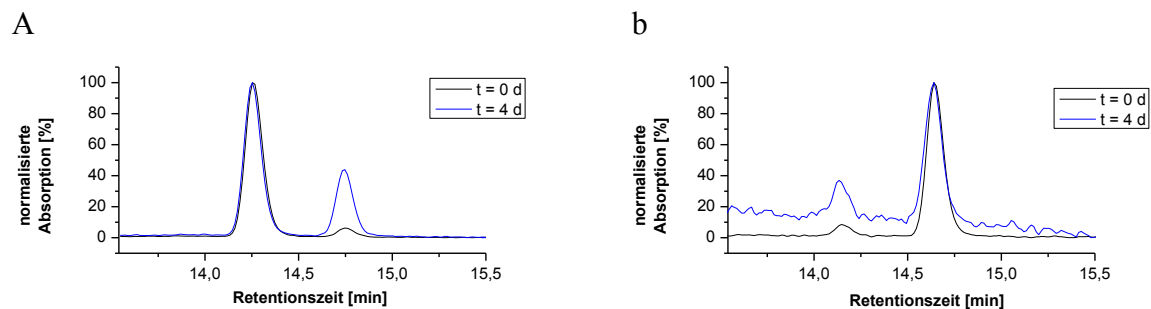 A
normalisierte
Absorption [%]
100
80
60
40
20
0
14,0
14,5
15,0
15,5
Retentionszeit [min]
t = 0 d
t = 4 d
b
normalisierte
Absorption [%]
100
80
60
40
20
0
14,0
14,5
15,0
15,5
Retentionszeit [min]
t = 0 d
t = 4 d